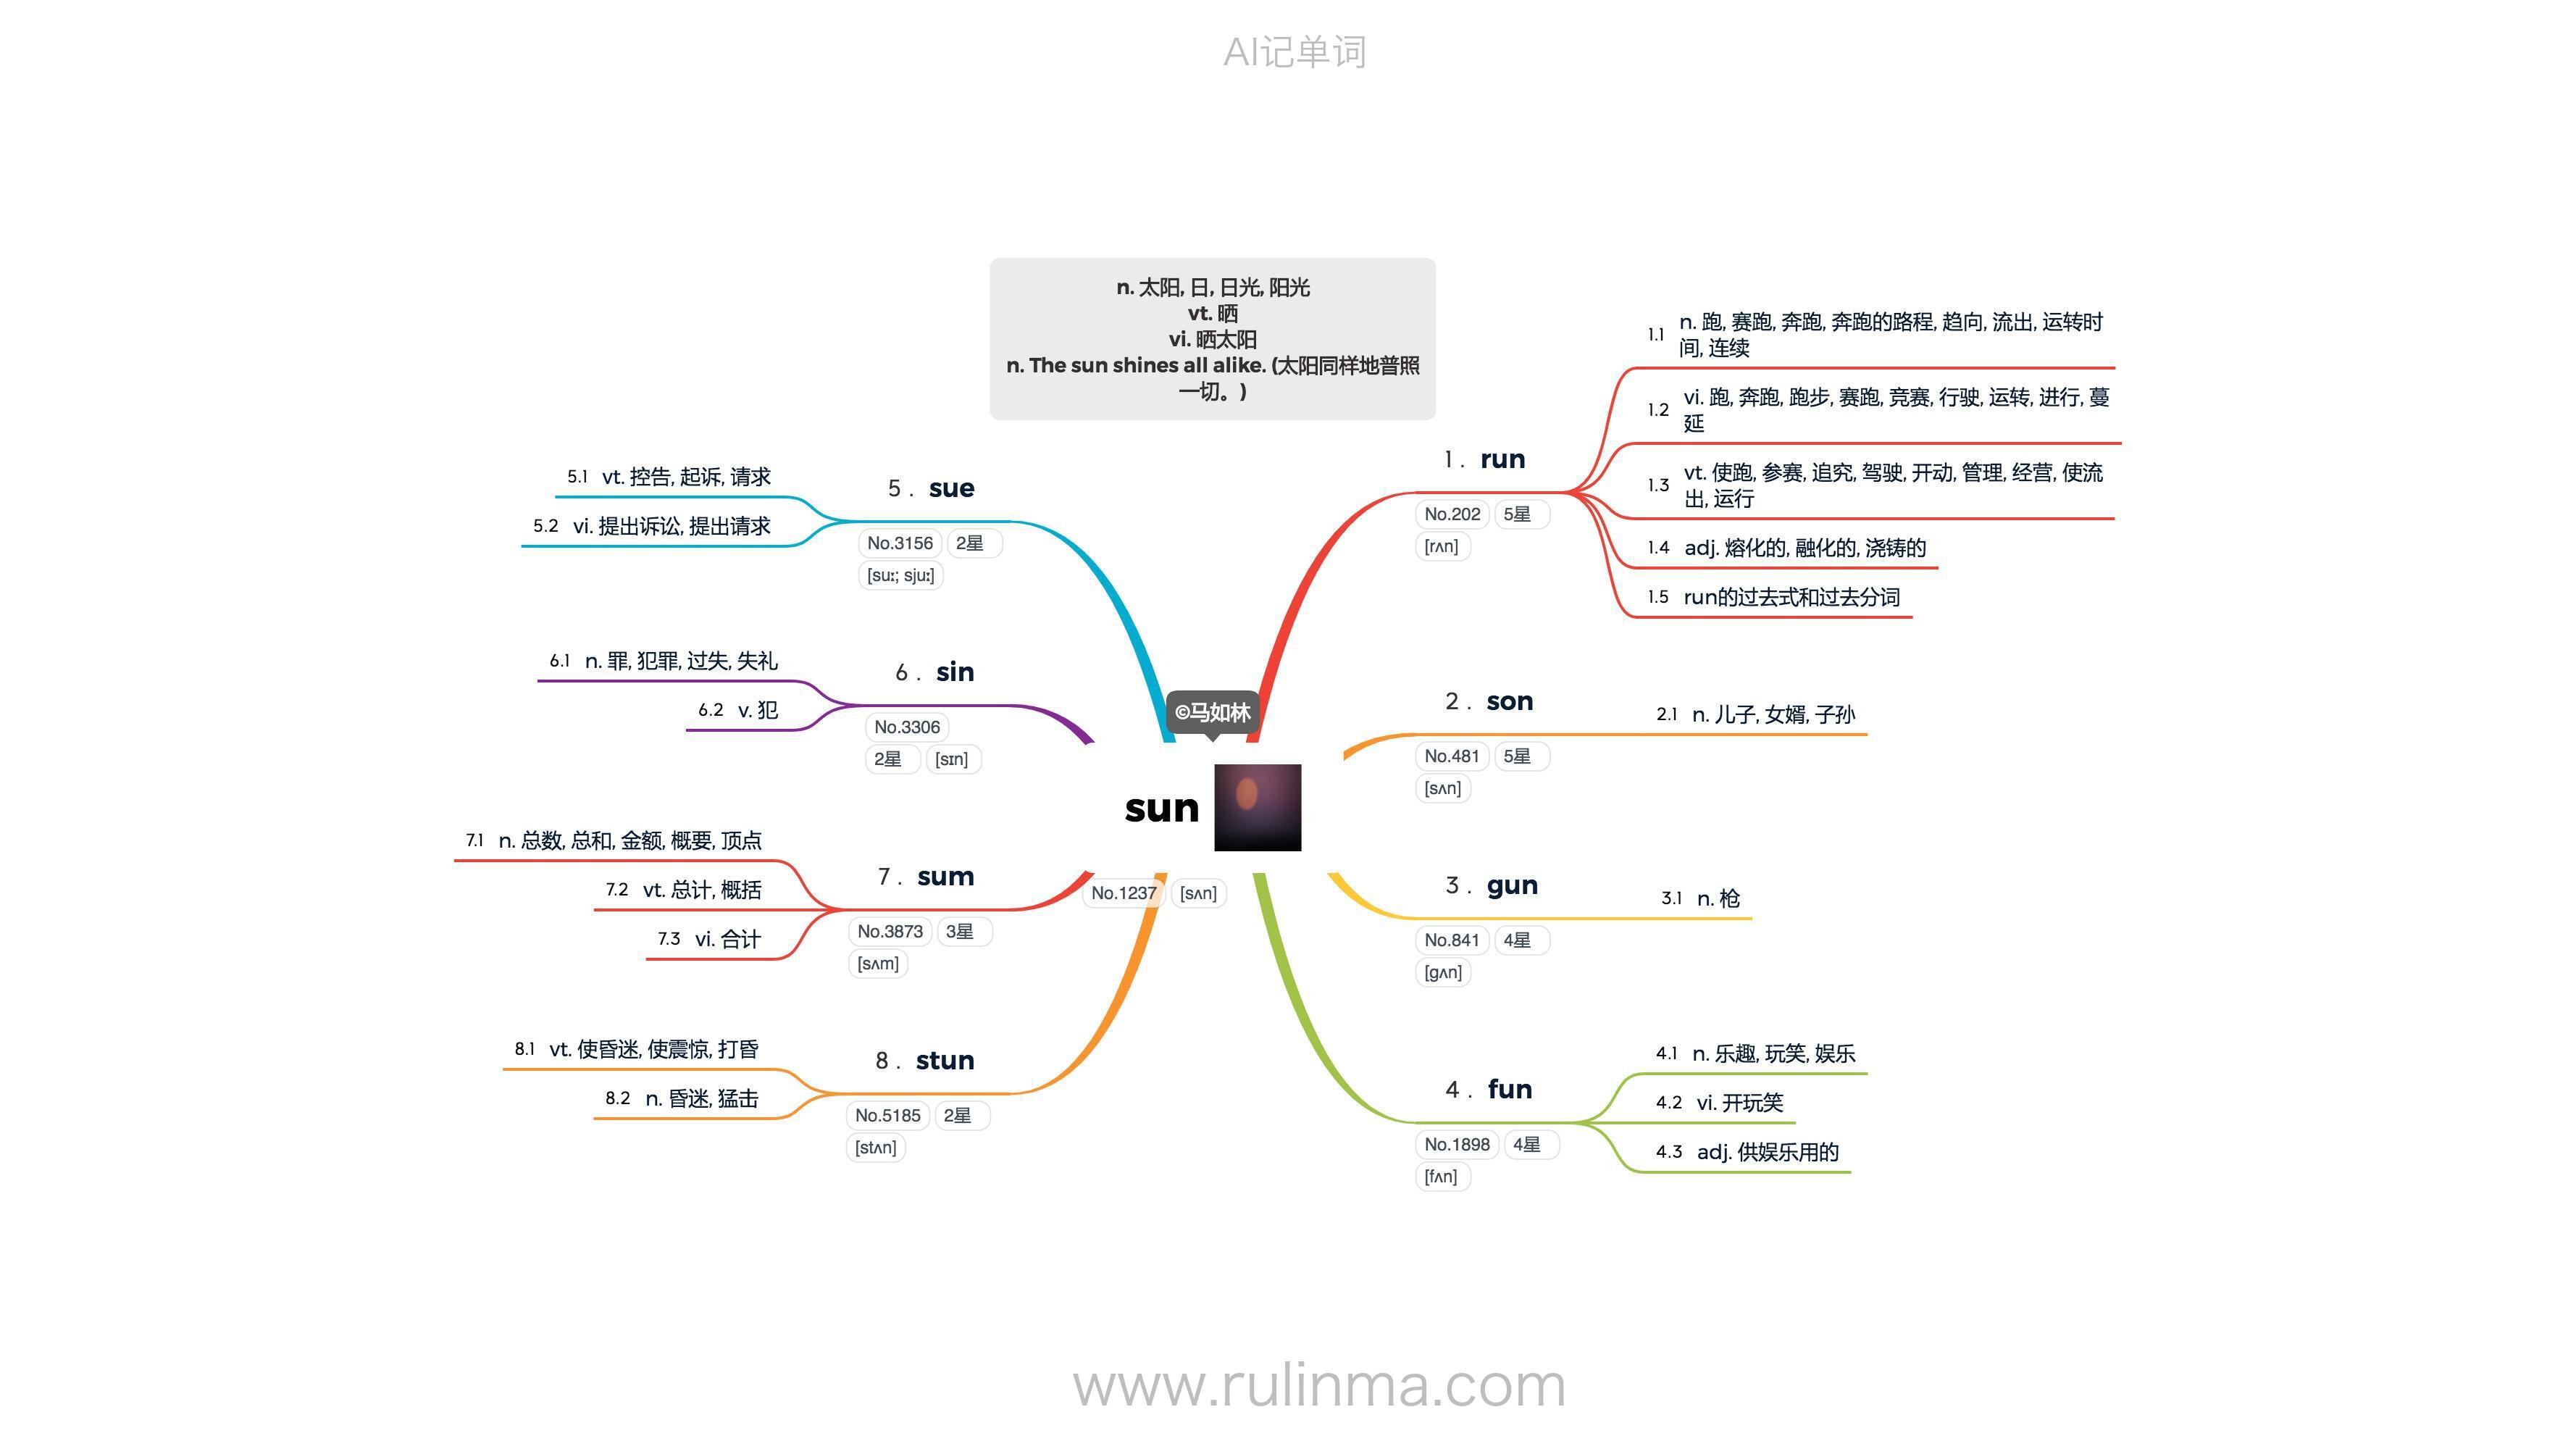 AI记单词
n. 太阳, 日, 日光, 阳光
vt. 晒
vi. 晒太阳
n. The sun shines all alike. (太阳同样地普照
一切。)
©马如林
sun
No.1237 [sʌn]
1 . run
No.202 5星
[rʌn]
1.1 n. 跑, 赛跑, 奔跑, 奔跑的路程, 趋向, 流出, 运转时
间, 连续
1.2 vi. 跑, 奔跑, 跑步, 赛跑, 竞赛, 行驶, 运转, 进行, 蔓
延
1.3 vt. 使跑, 参赛, 追究, 驾驶, 开动, 管理, 经营, 使流
出, 运行
1.4 adj. 熔化的, 融化的, 浇铸的
1.5 run的过去式和过去分词
2 . son
No.481 5星
[sʌn]
2.1 n. 儿子, 女婿, 子孙
3 . gun
No.841 4星
[gʌn]
3.1 n. 枪
4 . fun
No.1898 4星
[fʌn]
4.1 n. 乐趣, 玩笑, 娱乐
4.2 vi. 开玩笑
4.3 adj. 供娱乐用的
5 . sue
No.3156 2星
[suː; sjuː]
5.1 vt. 控告, 起诉, 请求
5.2 vi. 提出诉讼, 提出请求
6 . sin
No.3306
2星 [sɪn]
6.1 n. 罪, 犯罪, 过失, 失礼
6.2 v. 犯
7 . sum
No.3873 3星
[sʌm]
7.1 n. 总数, 总和, 金额, 概要, 顶点
7.2 vt. 总计, 概括
7.3 vi. 合计
8 . stun
No.5185 2星
[stʌn]
8.1 vt. 使昏迷, 使震惊, 打昏
8.2 n. 昏迷, 猛击
www.rulinma.com